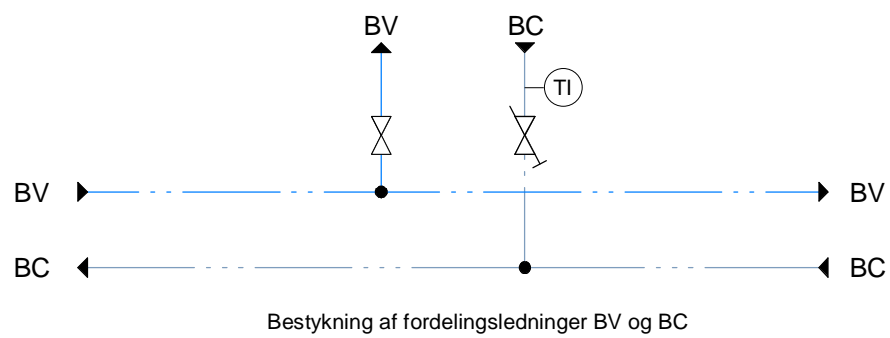 BV BC
TI
BV BV
BC BC
Bestykning af fordelingsledninger BV og BC